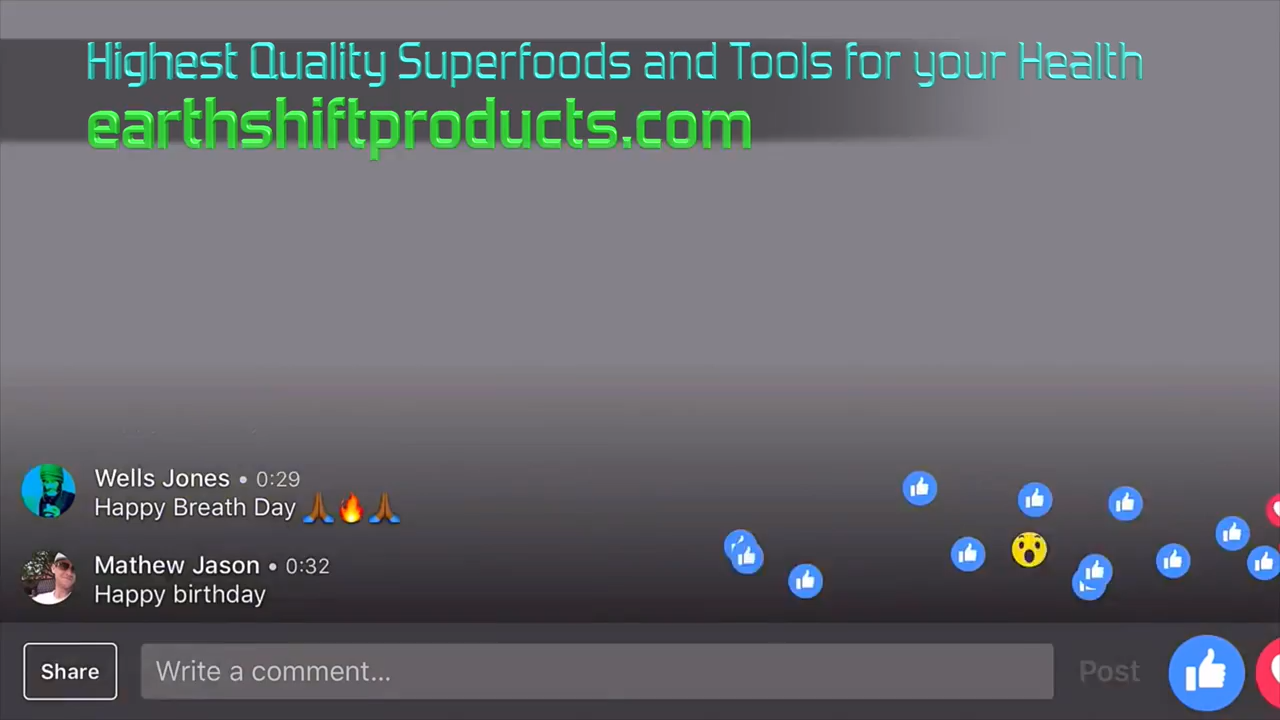 Highest Quality Superfoods and Tools for your Health
earthshiftproducts.com
Wells Jones • 0:29
Happy Breath Day 🙏🏾🔥🙏🏾
Mathew Jason • 0:32
Happy birthday
Share
Write a comment...
Post